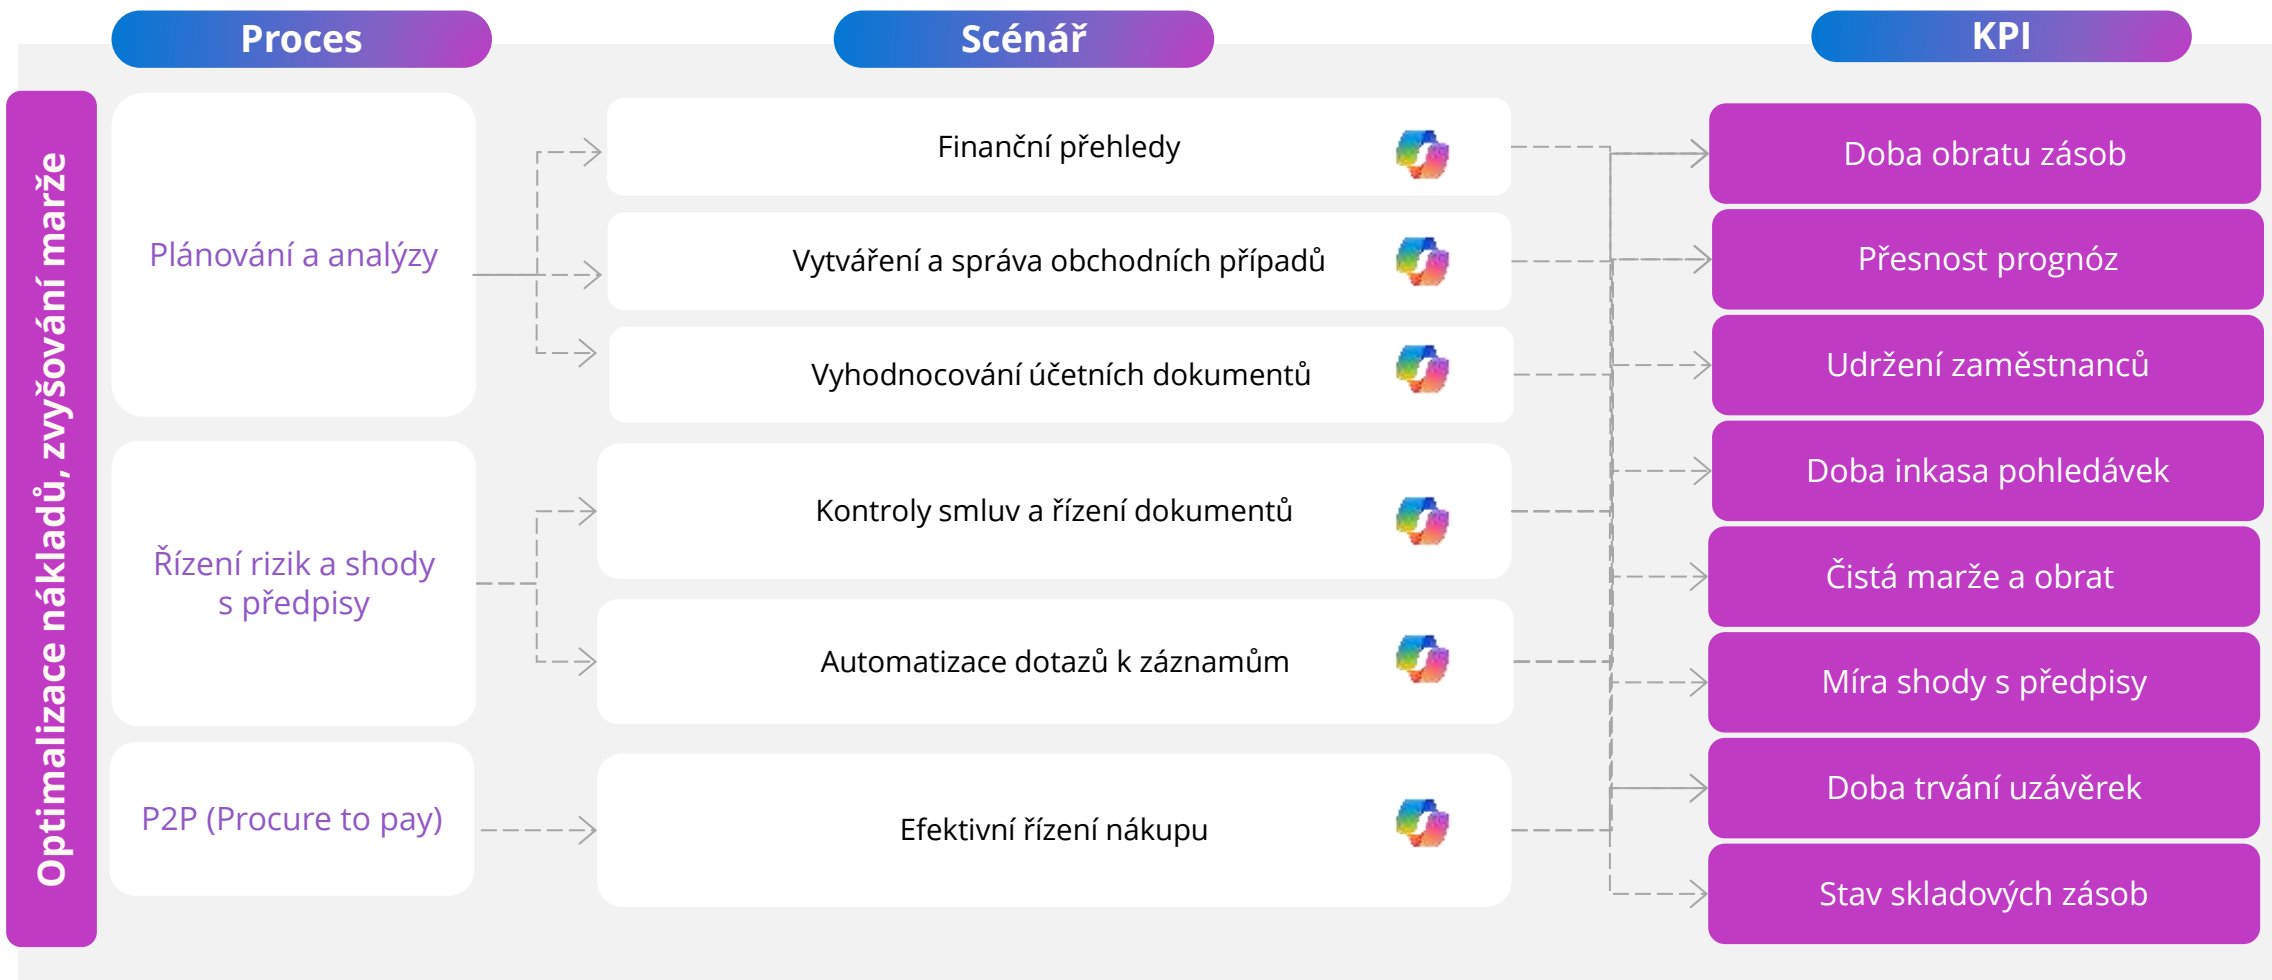 Proces
Scénář
KPI
Optimalizace nákladů, zvyšování marže
Plánování a analýzy
Řízení rizik a shody
s předpisy
P2P (Procure to pay)
Finanční přehledy
Vytváření a správa obchodních případů
Vyhodnocování účetních dokumentů
Kontroly smluv a řízení dokumentů
Automatizace dotazů k záznamům
Efektivní řízení nákupu
Doba obratu zásob
Přesnost prognóz
Udržení zaměstnanců
Doba inkasa pohledávek
Čistá marže a obrat
Míra shody s předpisy
Doba trvání uzávěrek
Stav skladových zásob